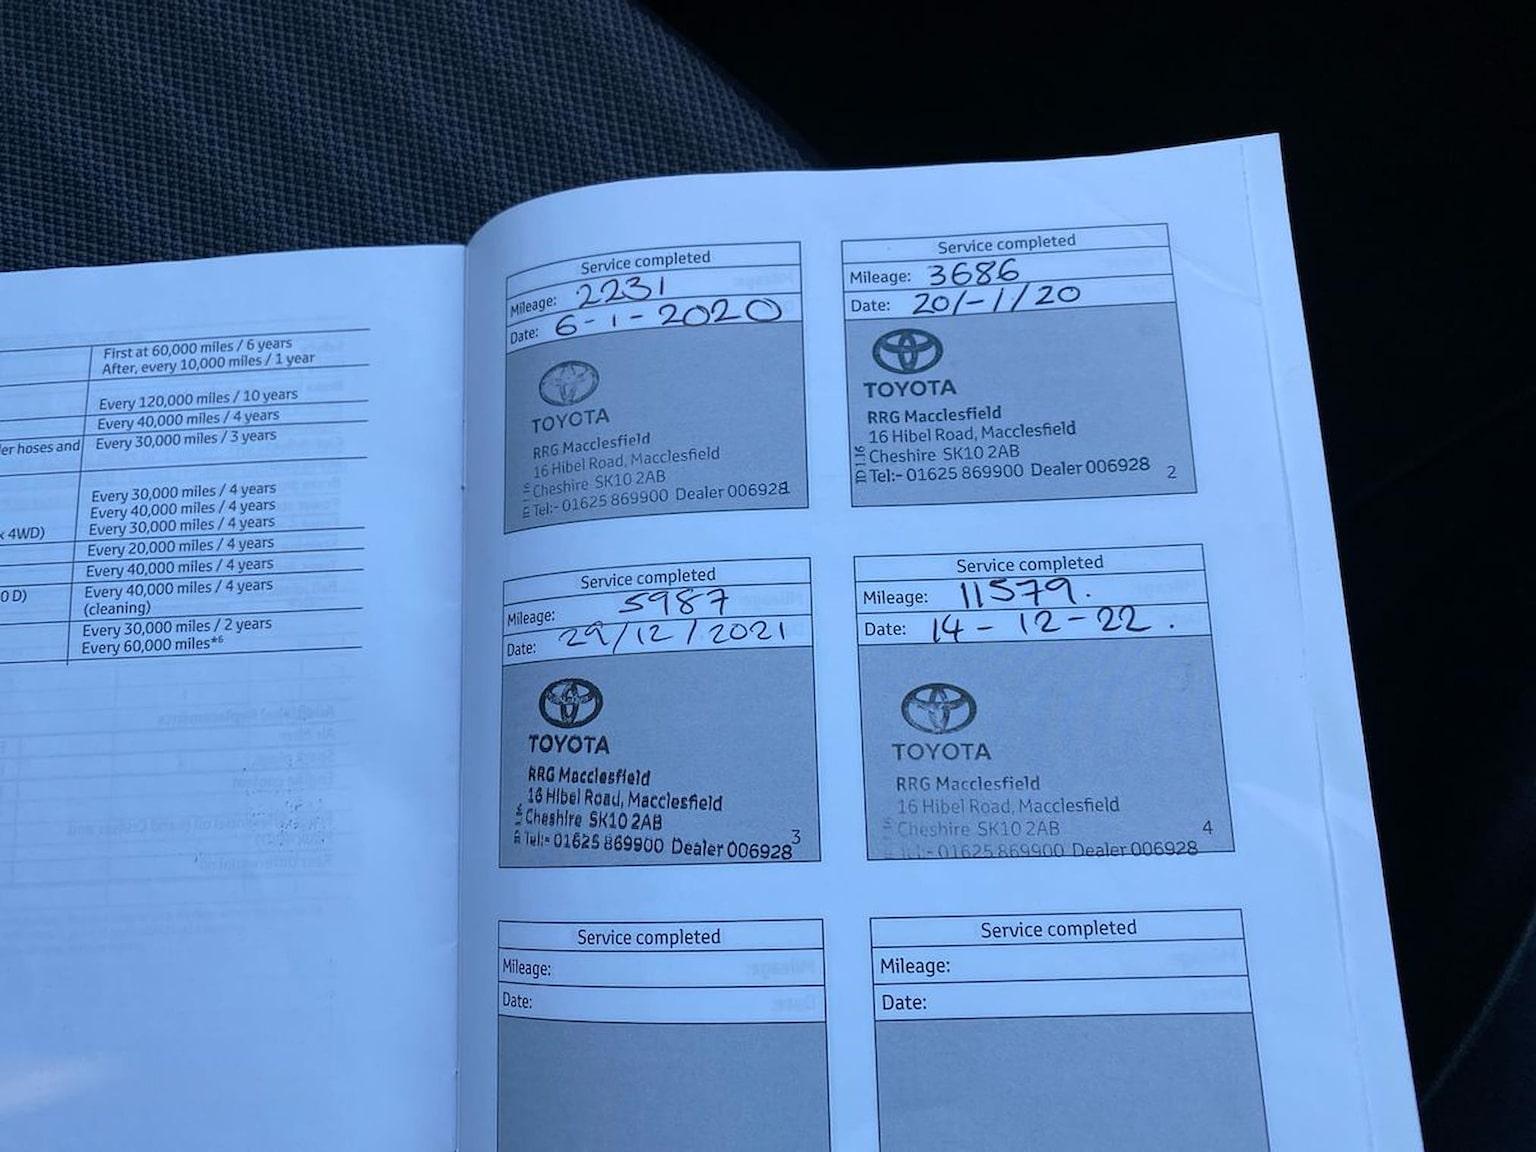 First at 60,000 miles / 6 years
After, every 10,000 miles / 1 year
Every 120,000 miles / 10 years
Every 40,000 miles / 4 years
er hoses and Every 30,000 miles / 3 years
Every 30,000 miles / 4 years
Every 40,000 miles / 4 years
x 4WD) Every 30,000 miles / 4 years
Every 20,000 miles / 4 years
Every 40,000 miles / 4 years
0 D) Every 40,000 miles / 4 years
(cleaning)
Every 30,000 miles / 2 years
Every 60,000 miles*6
Service completed
Mileage: 2231
Date: 6-1-2020
TOYOTA
RRG Macclesfield
16 Hibel Road, Macclesfield
Cheshire SK10 2AB
Tel:- 01625 869900 Dealer 006928
1
Service completed
Mileage: 3686
Date: 20/-1/20
TOYOTA
RRG Macclesfield
16 Hibel Road, Macclesfield
Cheshire SK10 2AB
Tel:- 01625 869900 Dealer 006928
2
Service completed
Mileage: 5987
Date: 29/12/2021
TOYOTA
RRG Macclesfield
16 Hibel Road, Macclesfield
Cheshire SK10 2AB
Tel:- 01625 869900 Dealer 006928
3
Service completed
Mileage: 11579.
Date: 14-12-22.
TOYOTA
RRG Macclesfield
16 Hibel Road, Macclesfield
Cheshire SK10 2AB
4
Tel:- 01625 869900 Dealer 006928
Service completed
Mileage:
Date:
Service completed
Mileage:
Date: